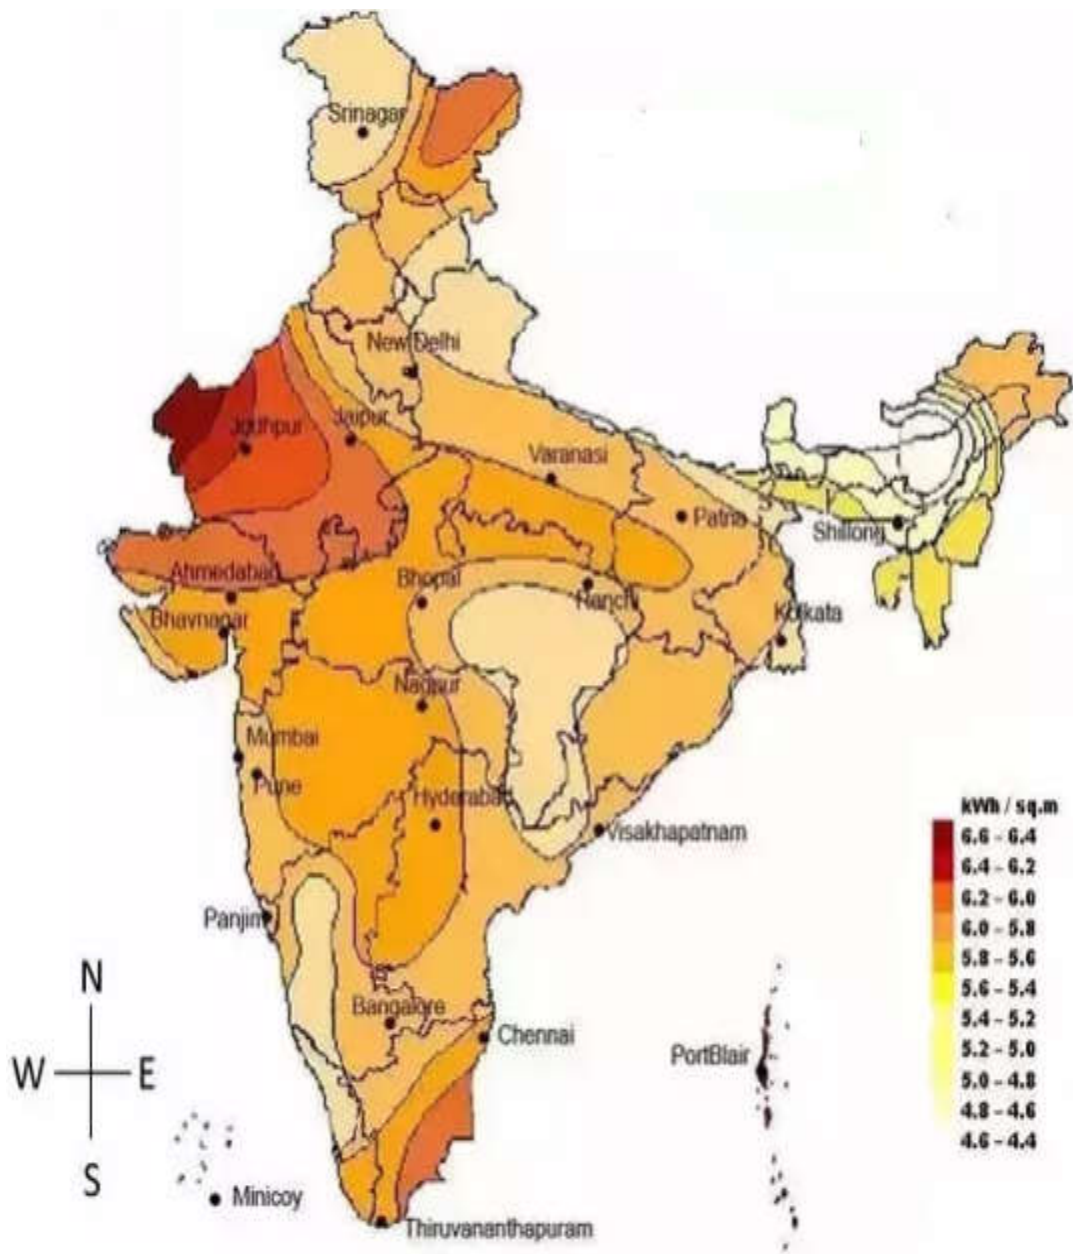 Srinagar
New Delhi
Jodhpur
Jaipur
Varanasi
Patna
Shillong
Ahmedabad
Bhopal
Ranchi
Bhavnagar
Kolkata
Nagpur
Mumbai
Pune
Hyderabad
Visakhapatnam
kWh / sq.m
6.6 - 6.4
6.4 - 6.2
6.2 - 6.0
6.0 - 5.8
5.8 - 5.6
5.6 - 5.4
5.4 - 5.2
5.2 - 5.0
5.0 - 4.8
4.8 - 4.6
4.6 - 4.4
Panjim
N
W
E
S
Bangalore
Chennai
PortBlair
Minicoy
Thiruvananthapuram